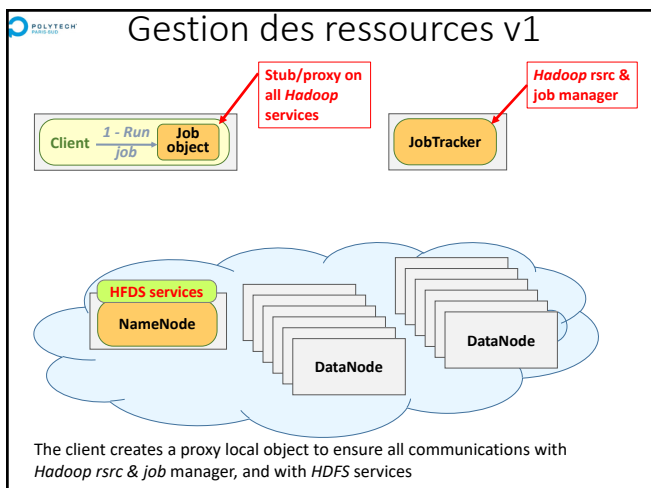 POLYTECH'
PARIS-SUD
Gestion des ressources v1
Stub/proxy on
all Hadoop
services
Hadoop rsrc &
job manager
Client
1 - Run
job
Job
object
JobTracker
HFDS services
NameNode
DataNode
DataNode
The client creates a proxy local object to ensure all communications with
Hadoop rsrc & job manager, and with HDFS services